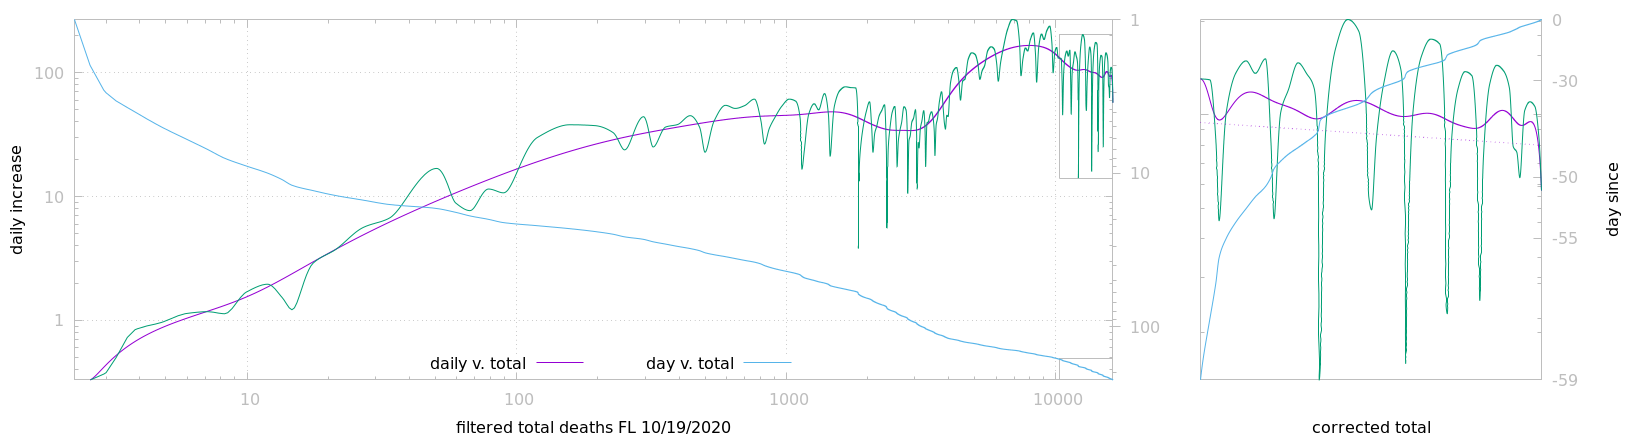 daily increase
100
10
1
1
10
100
daily v. total
day v. total
10
100
1000
10000
filtered total deaths FL 10/19/2020
0
-30
-50
-55
-59
day since
corrected total